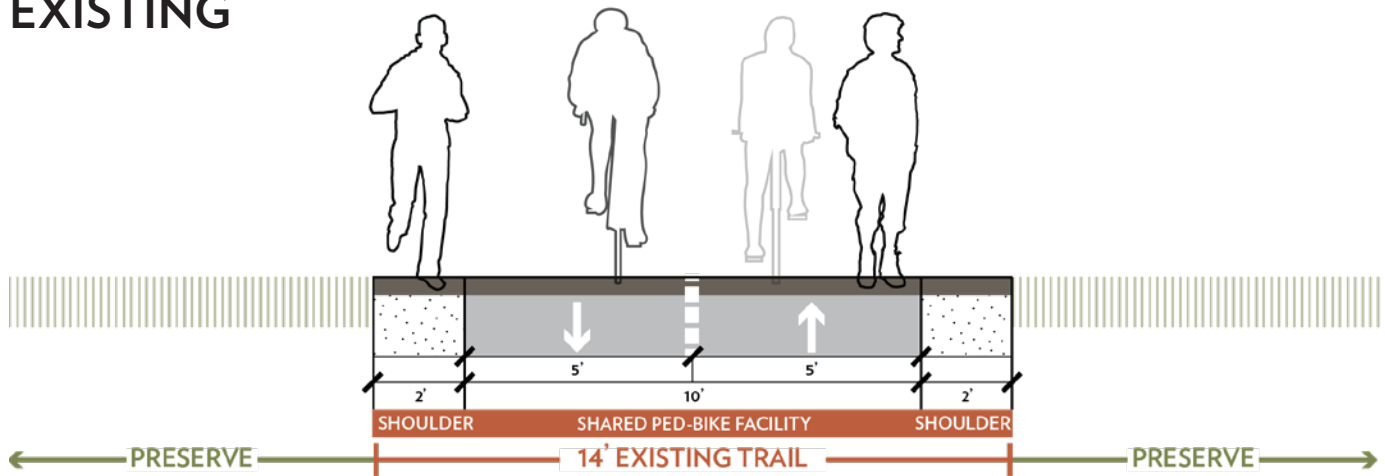 EXISTING
5' 5'
2' 10' 2'
SHOULDER SHARED PED-BIKE FACILITY SHOULDER
PRESERVE 14' EXISTING TRAIL PRESERVE